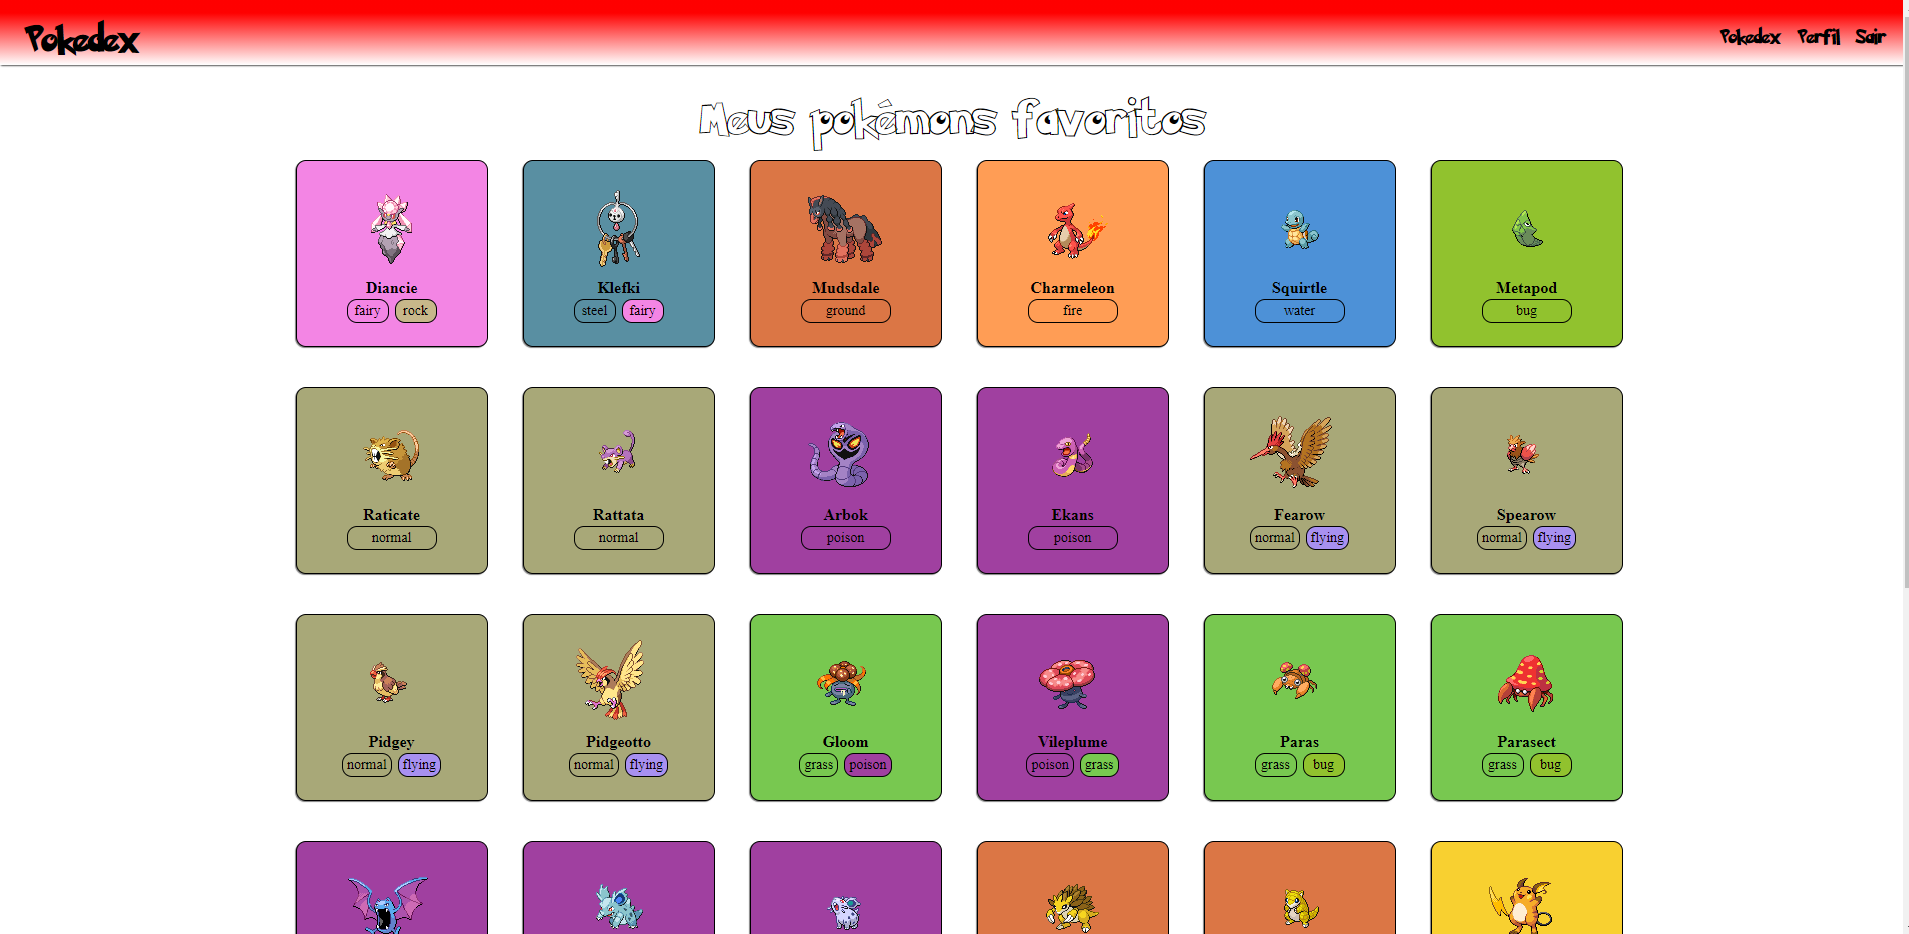 Pokedex
Pokedex Perfil Sair
Meus pokémons favoritos
Diancie
fairy rock
Klefki
steel fairy
Mudsdale
ground
Charmeleon
fire
Squirtle
water
Metapod
bug
Raticate
normal
Rattata
normal
Arbok
poison
Ekans
poison
Fearow
normal flying
Spearow
normal flying
Pidgey
normal flying
Pidgeotto
normal flying
Gloom
grass poison
Vileplume
poison grass
Paras
grass bug
Parasect
grass bug